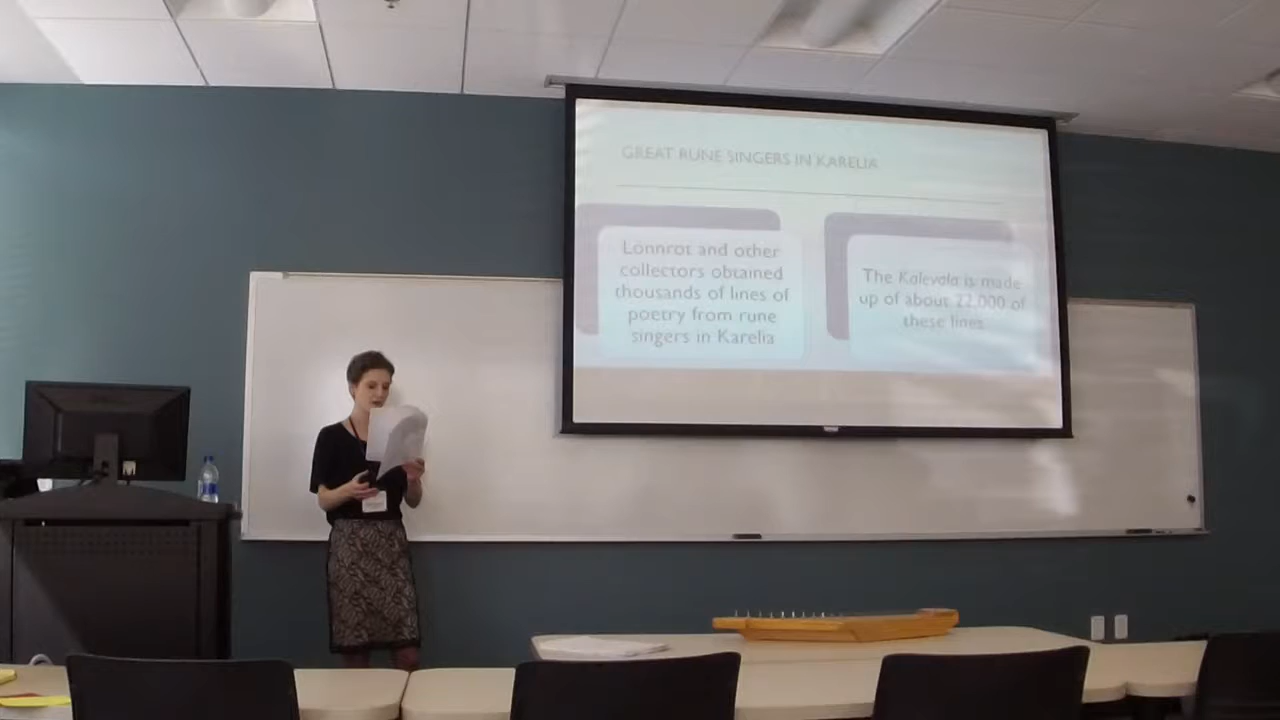 GREAT RUNE SINGERS IN KARELIA
Lonnrot and other
collectors obtained
thousands of lines of
poetry from rune
singers in Karelia
The Kalevala is made
up of about 22,000 of
these lines